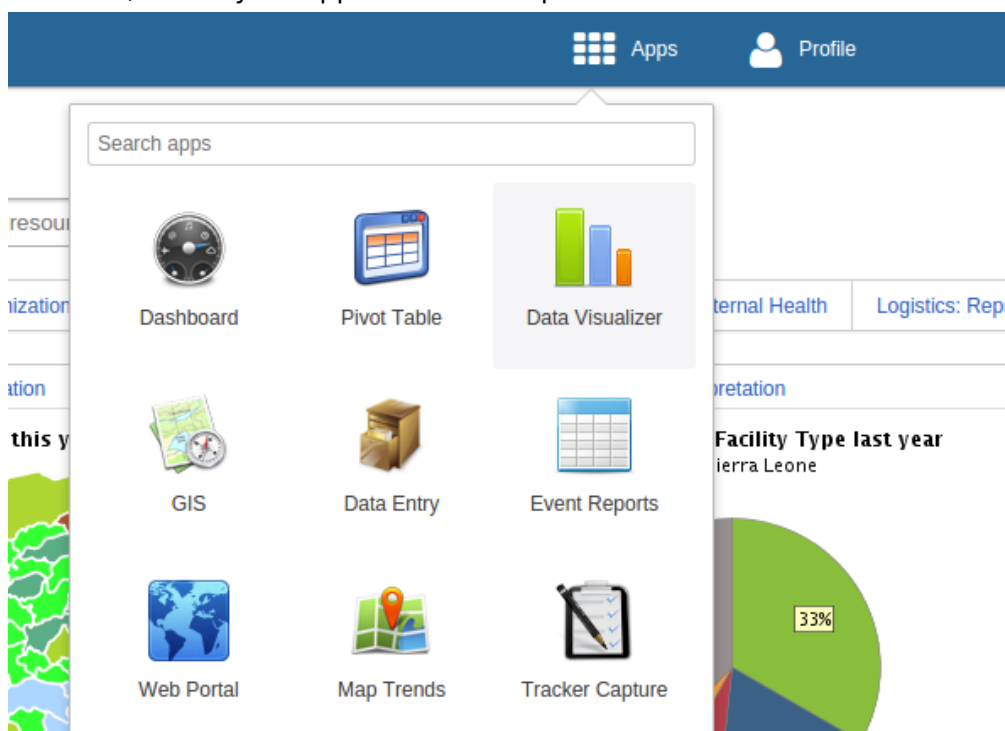 Apps Profile
Search apps
resour
Dashboard Pivot Table Data Visualizer
nization ternal Health Logistics: Rep
ation pretation
this y Facility Type last year
ierra Leone
GIS Data Entry Event Reports
33%
Web Portal Map Trends Tracker Capture